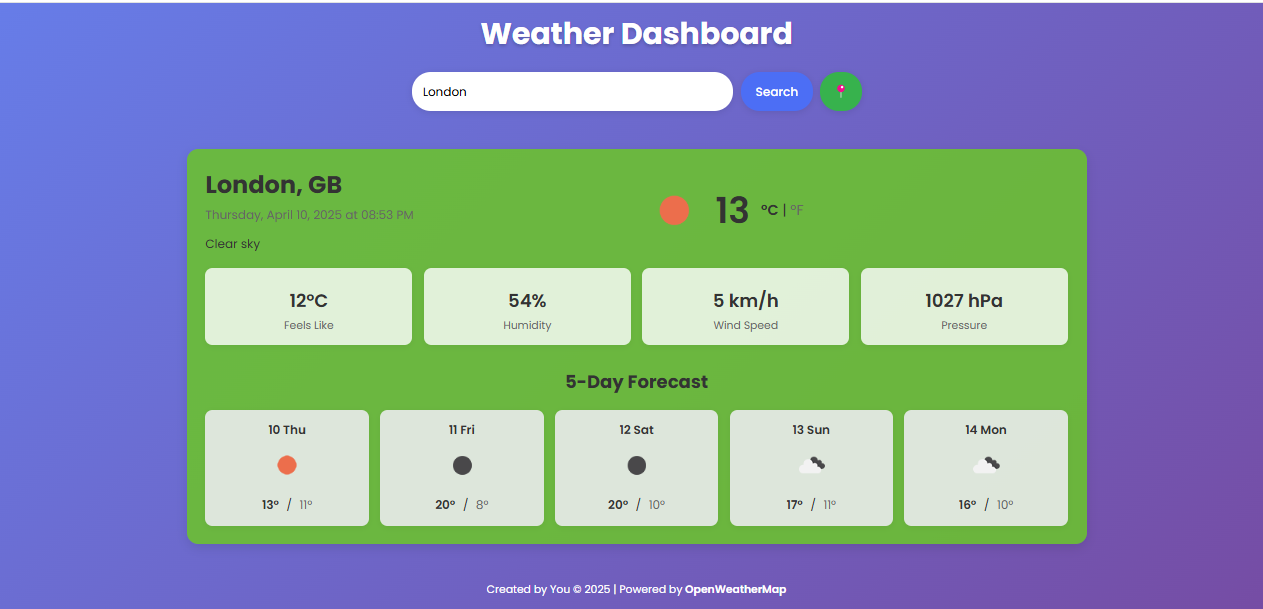 Weather Dashboard
London
Search
London, GB
Thursday, April 10, 2025 at 08:53 PM
Clear sky
13 °C | °F
12°C
Feels Like
54%
Humidity
5 km/h
Wind Speed
1027 hPa
Pressure
5-Day Forecast
10 Thu
13° / 11°
11 Fri
20° / 8°
12 Sat
20° / 10°
13 Sun
17° / 11°
14 Mon
16° / 10°
Created by You © 2025 | Powered by OpenWeatherMap